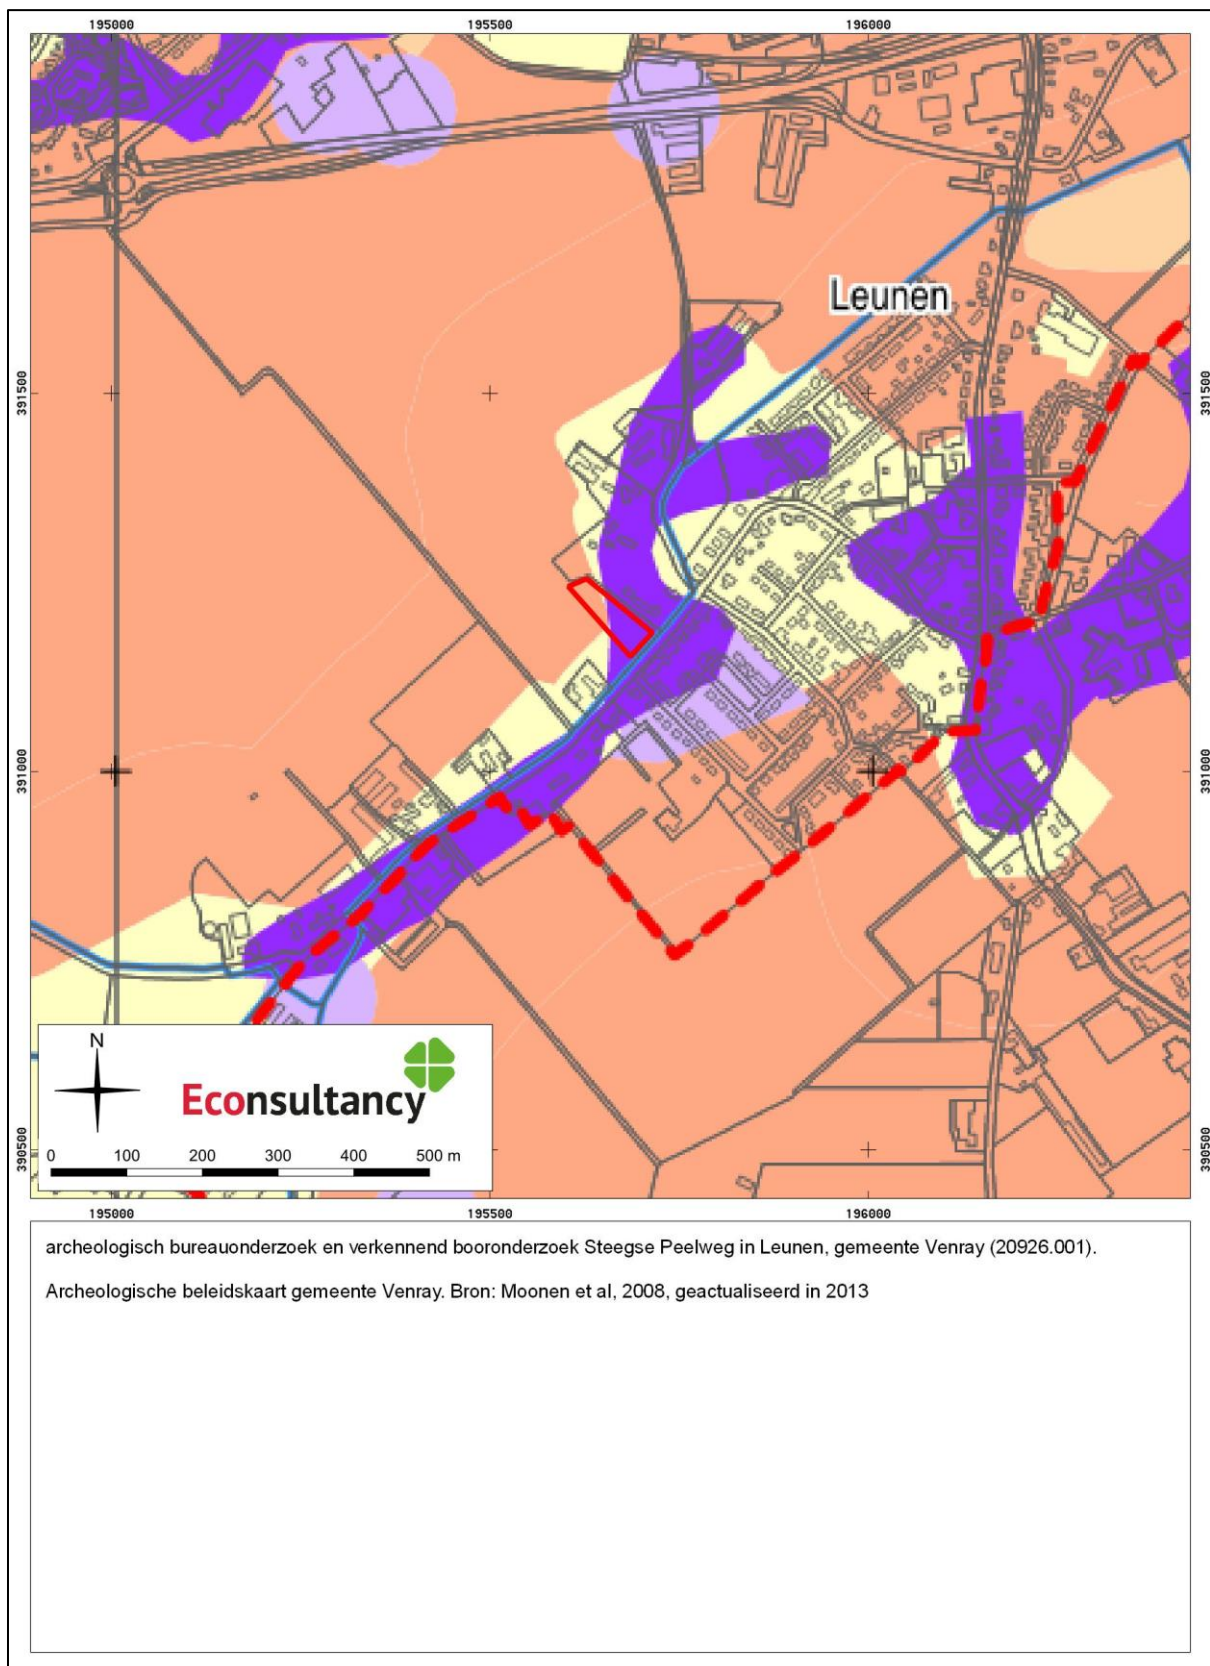 195000 195500 196000
Leunen
391500 391500
391000 391000
N
Econsultancy
0 100 200 300 400 500 m
390500 390500
195000 195500 196000
archeologisch bureauonderzoek en verkennend booronderzoek Steegse Peelweg in Leunen, gemeente Venray (20926.001).
Archeologische beleidskaart gemeente Venray. Bron: Moonen et al, 2008, geactualiseerd in 2013